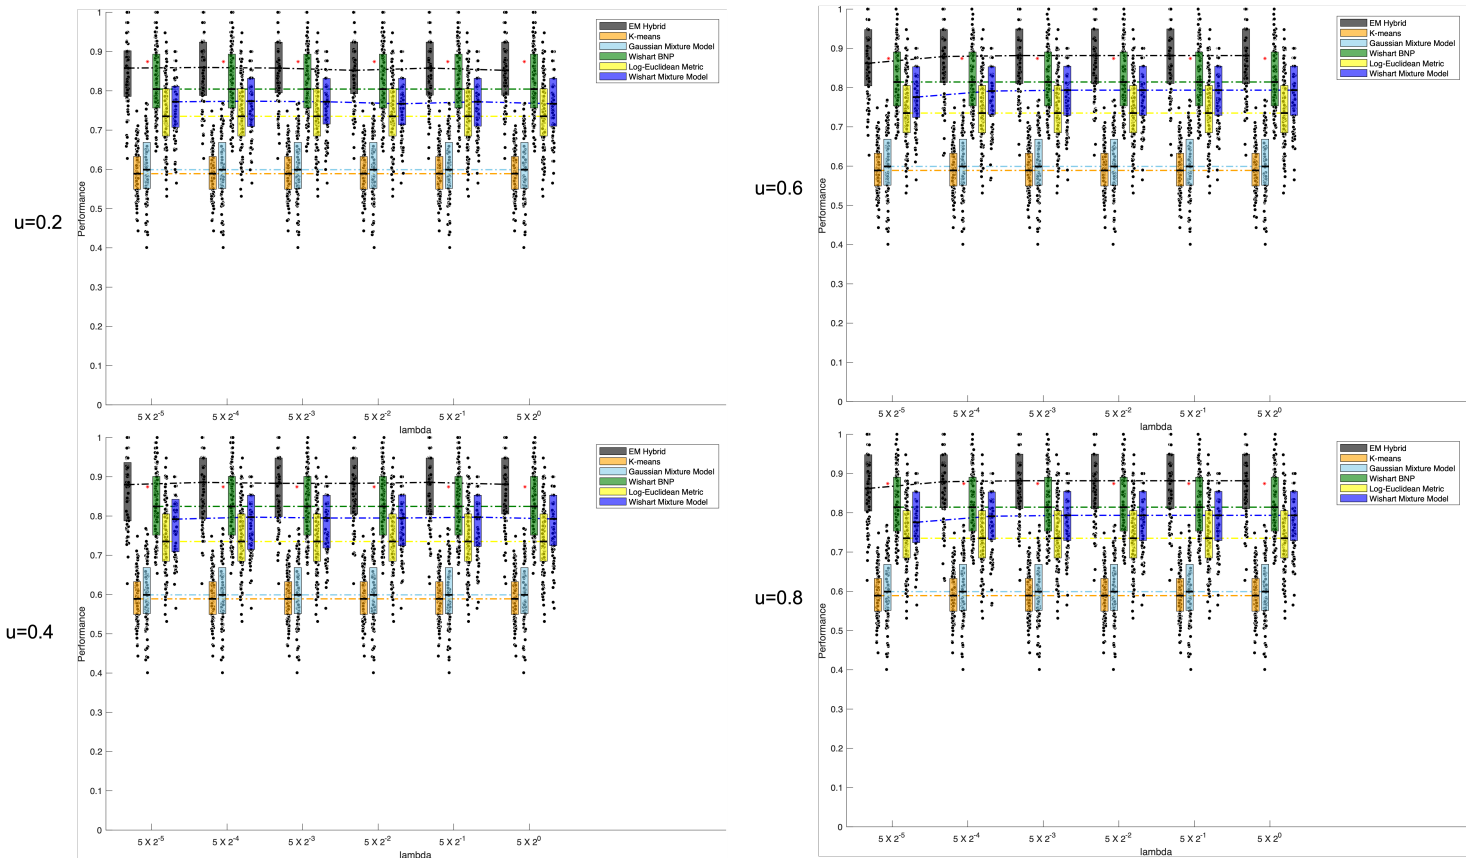 u=0.2
Performance
1
0.9
0.8
0.7
0.6
0.5
0.4
0.3
0.2
0.1
0
5 X 2-5
5 X 2-4
5 X 2-3
5 X 2-2
5 X 2-1
5 X 20
lambda
EM Hybrid
K-means
Gaussian Mixture Model
Wishart BNP
Log-Euclidean Metric
Wishart Mixture Model
u=0.6
Performance
1
0.9
0.8
0.7
0.6
0.5
0.4
0.3
0.2
0.1
0
5 X 2-5
5 X 2-4
5 X 2-3
5 X 2-2
5 X 2-1
5 X 20
lambda
EM Hybrid
K-means
Gaussian Mixture Model
Wishart BNP
Log-Euclidean Metric
Wishart Mixture Model
u=0.4
Performance
1
0.9
0.8
0.7
0.6
0.5
0.4
0.3
0.2
0.1
0
5 X 2-5
5 X 2-4
5 X 2-3
5 X 2-2
5 X 2-1
5 X 20
lambda
EM Hybrid
K-means
Gaussian Mixture Model
Wishart BNP
Log-Euclidean Metric
Wishart Mixture Model
u=0.8
Performance
1
0.9
0.8
0.7
0.6
0.5
0.4
0.3
0.2
0.1
0
5 X 2-5
5 X 2-4
5 X 2-3
5 X 2-2
5 X 2-1
5 X 20
lambda
EM Hybrid
K-means
Gaussian Mixture Model
Wishart BNP
Log-Euclidean Metric
Wishart Mixture Model